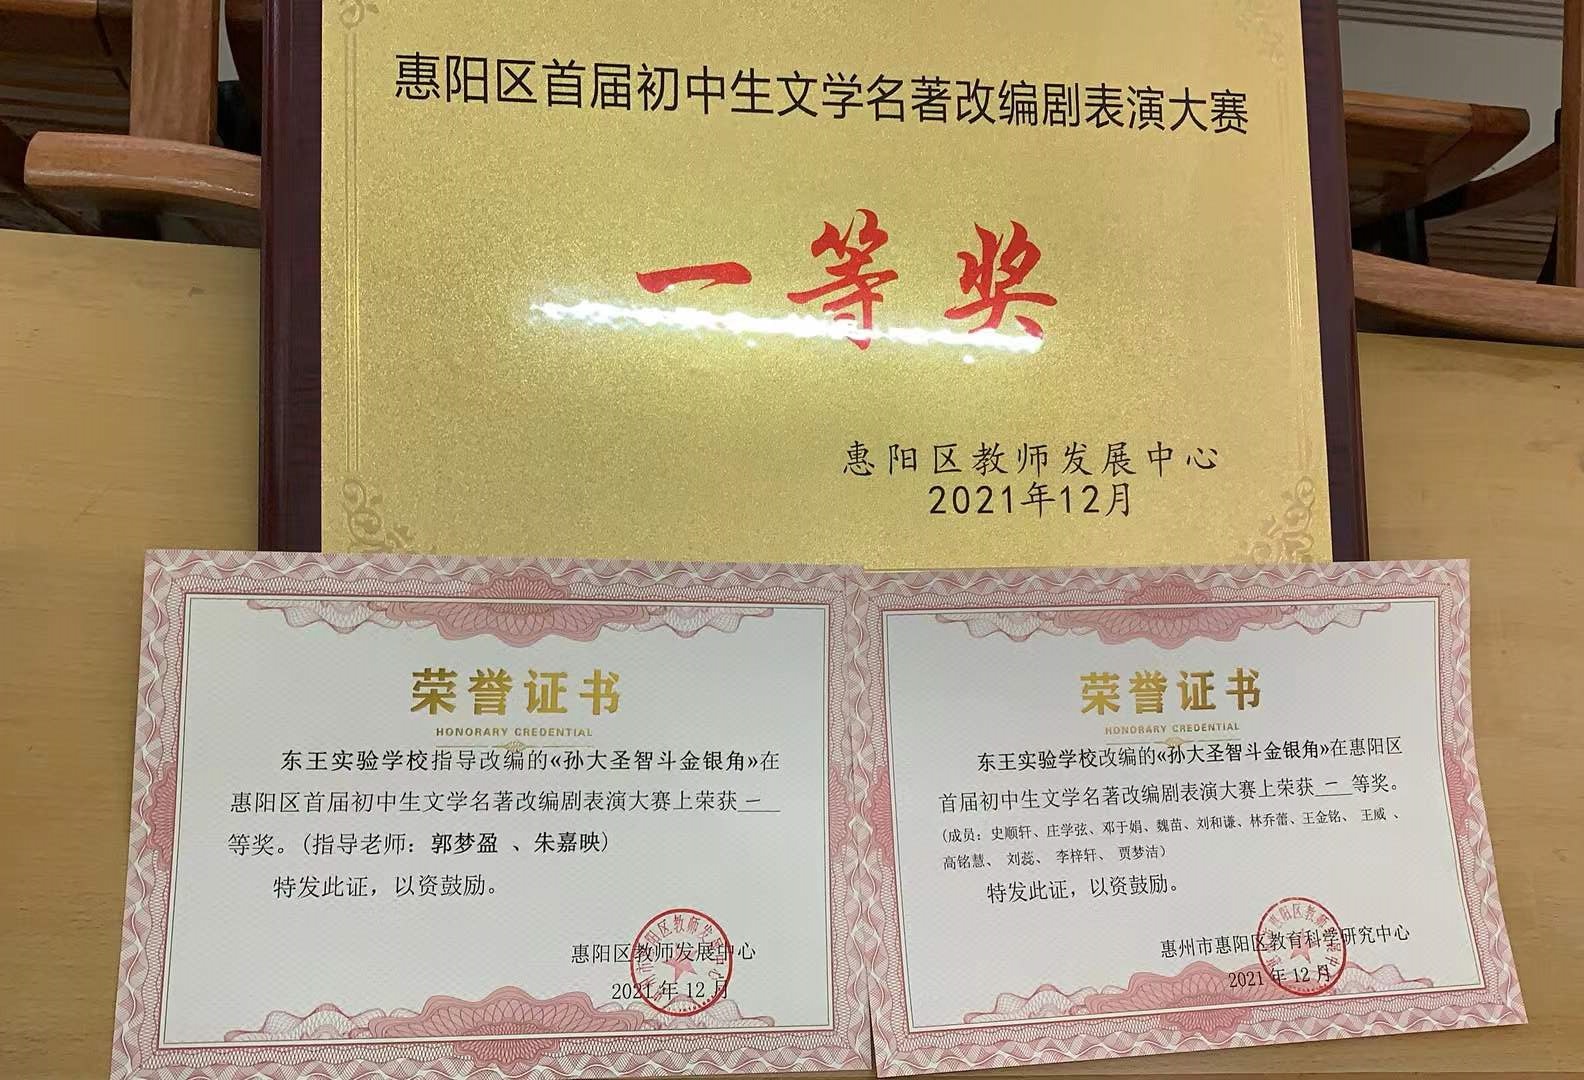 惠阳区首届初中生文学名著改编剧表演大赛
一等奖
惠阳区教师发展中心
2021年12月
荣誉证书
HONORARY CREDENTIAL
东王实验学校指导改编的《孙大圣智斗金银角》在
惠阳区首届初中生文学名著改编剧表演大赛上荣获一
等奖。(指导老师：郭梦盈、朱嘉映)
特发此证，以资鼓励。
惠阳区教师发展中心
2021年12月
荣誉证书
HONORARY CREDENTIAL
东王实验学校改编的《孙大圣智斗金银角》在惠阳区
首届初中生文学名著改编剧表演大赛上荣获一等奖。
(成员：史顺轩、庄学弦、邓于娟、魏苗、刘和谦、林乔蕾、王金铭、王威、
高铭慧、刘蕊、李梓轩、贾梦洁)
特发此证，以资鼓励。
惠州市惠阳区教育科学研究中心
2021年12月